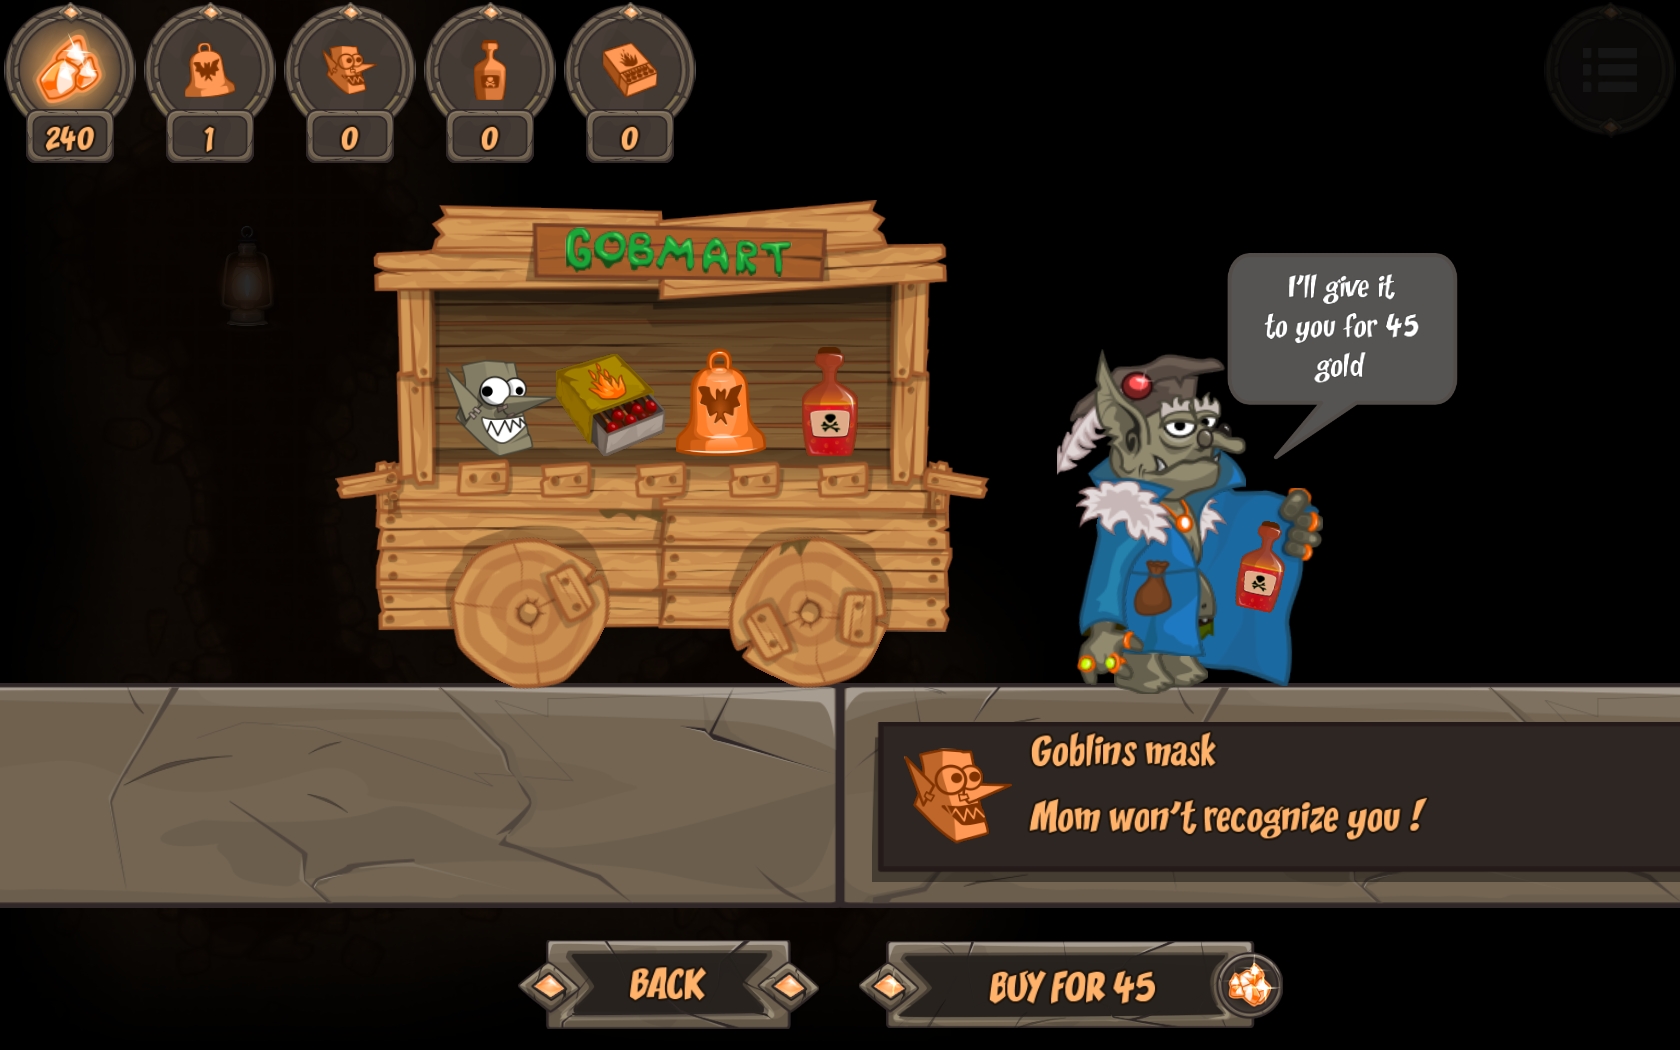 240
1
0
0
0
GOBMART
I'll give it
to you for 45
gold
Goblins mask
Mom won't recognize you !
BACK
BUY FOR 45